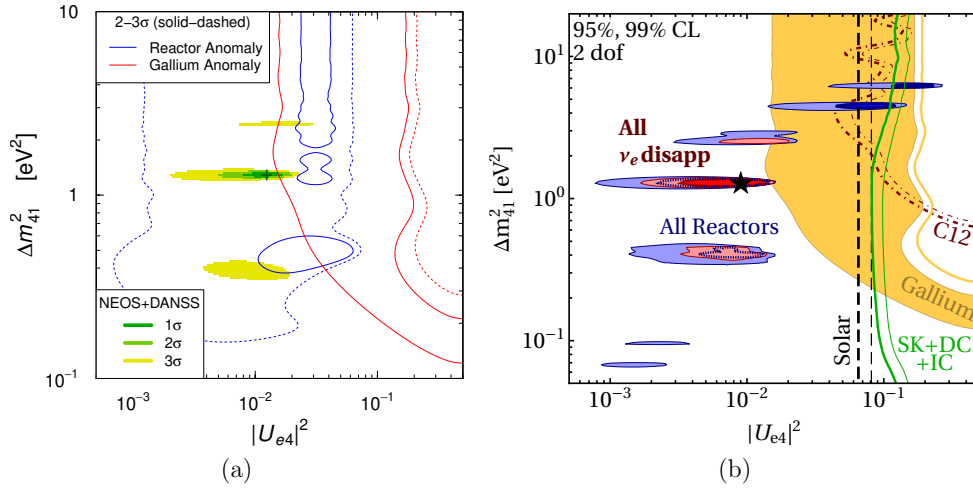 2−3σ (solid−dashed)
Reactor Anomaly
Gallium Anomaly
10
1
10⁻¹
Δm²₄₁ [eV²]
NEOS+DANSS
1σ
2σ
3σ
10⁻³ 10⁻² 10⁻¹
|Uₑ₄|²
(a)
95%, 99% CL
2 dof
All
νₑ disapp
All Reactors
C12
Gallium
Solar
SK+DC
+IC
10¹
10⁰
10⁻¹
Δm²₄₁ [eV²]
10⁻³ 10⁻² 10⁻¹
|Uₑ₄|²
(b)